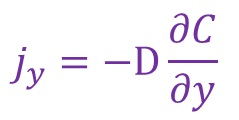 j_y = −D ∂C/∂y